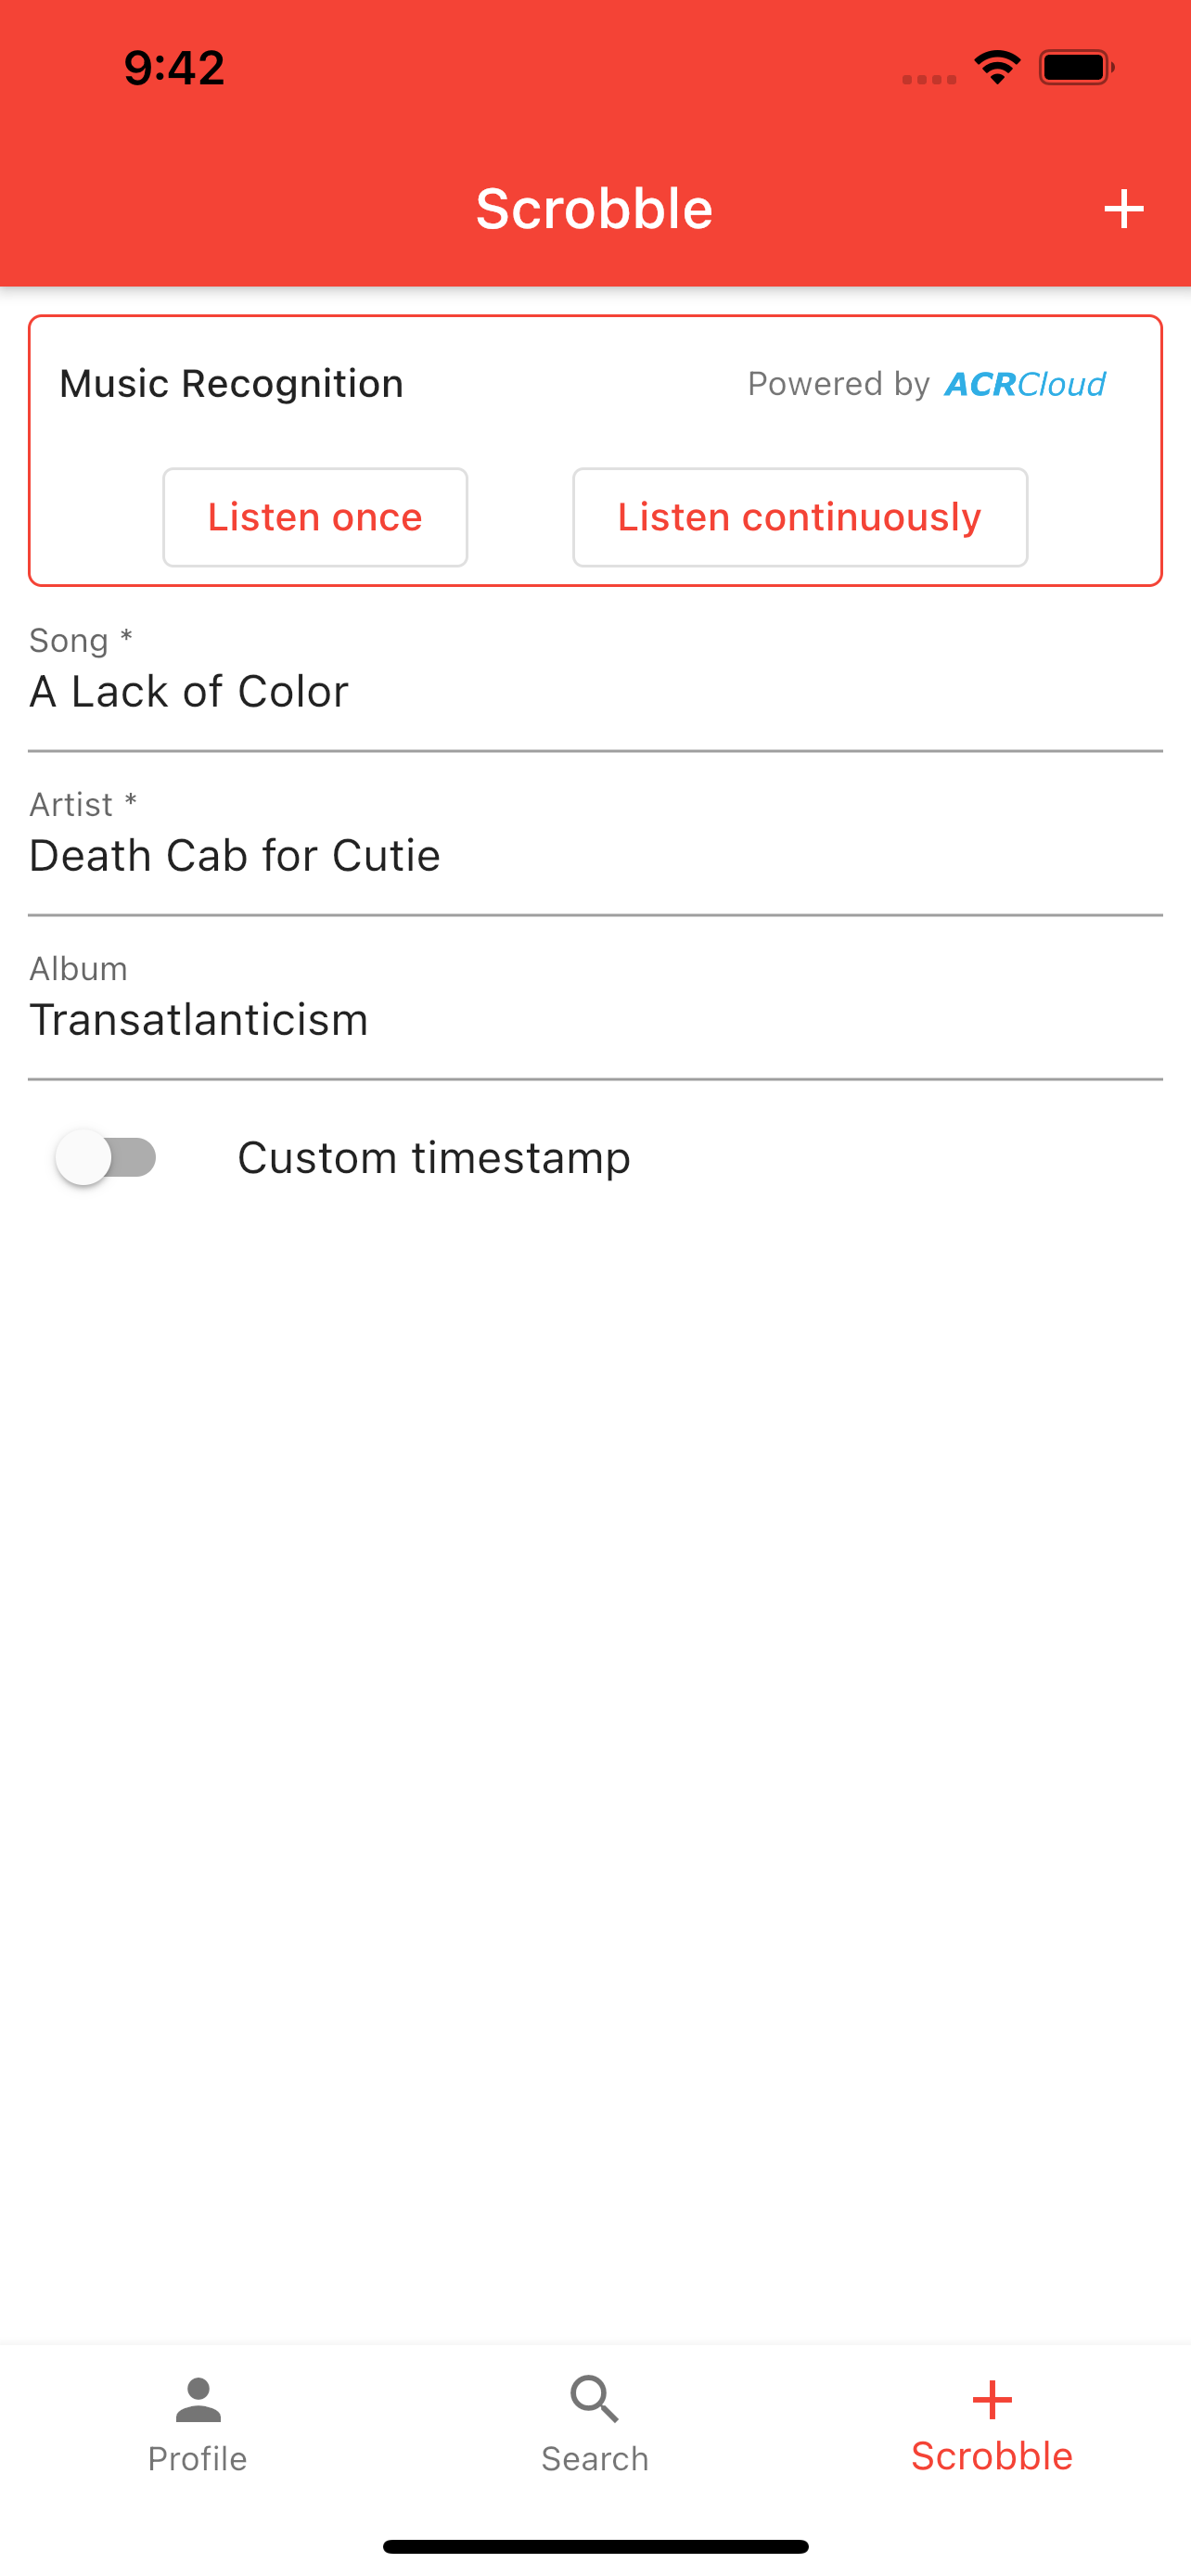 9:42
Scrobble
Music Recognition Powered by ACRCloud
Listen once Listen continuously
Song *
A Lack of Color
Artist *
Death Cab for Cutie
Album
Transatlanticism
Custom timestamp
Profile Search Scrobble